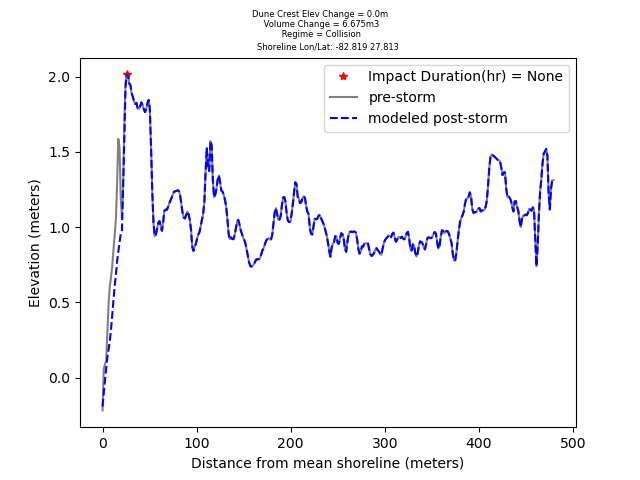 Dune Crest Elev Change = 0.0m
Volume Change = 6.675m3
Regime = Collision
Shoreline Lon/Lat: -82.819 27.813
Impact Duration(hr) = None
pre-storm
modeled post-storm
Elevation (meters)
2.0
1.5
1.0
0.5
0.0
0
100
200
300
400
500
Distance from mean shoreline (meters)